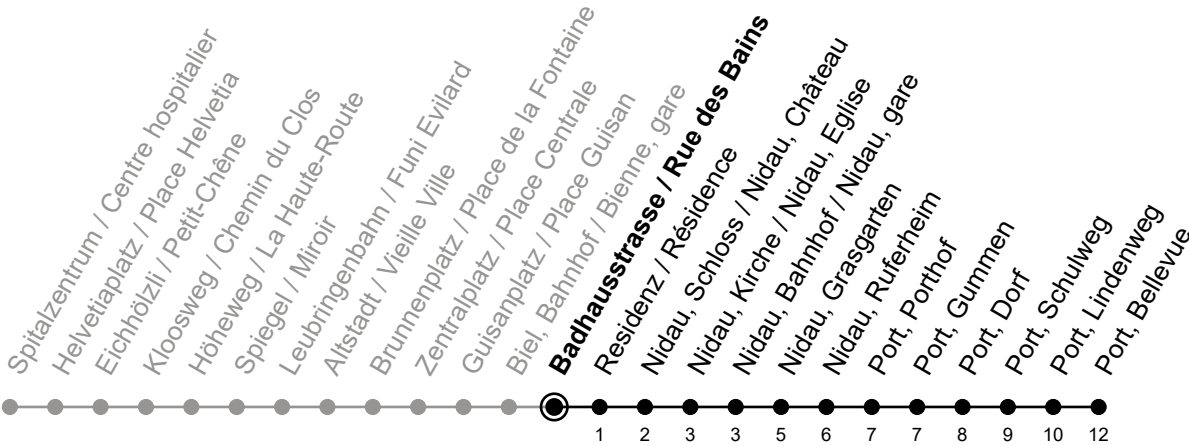 Spitalzentrum / Centre hospitalier
Helvetiaplatz / Place Helvetia
Eichhölzli / Petit-Chêne
Kloosweg / Chemin du Clos
Höheweg / La Haute-Route
Spiegel / Miroir
Leubringenbahn / Funi Evilard
Altstadt / Vieille Ville
Brunnenplatz / Place de la Fontaine
Zentralplatz / Place Centrale
Guisanplatz / Place Guisan
Biel, Bahnhof / Bienne, gare
Badhausstrasse / Rue des Bains
Residenz / Résidence
Nidau, Schloss / Nidau, Château
Nidau, Kirche / Nidau, Eglise
Nidau, Bahnhof / Nidau, gare
Nidau, Grasgarten
Nidau, Ruferheim
Port, Porthof
Port, Gummen
Port, Dorf
Port, Schulweg
Port, Lindenweg
Port, Bellevue
1 2 3 3 5 6 7 7 8 9 10 12